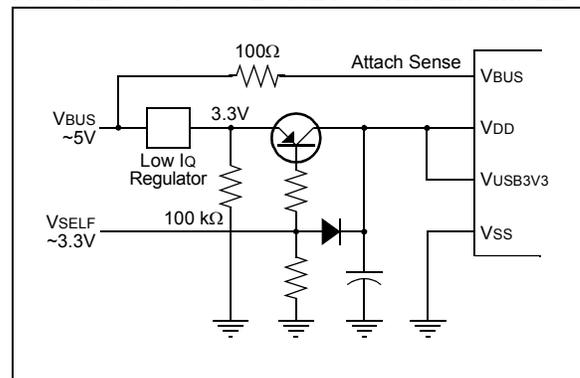 100Ω
Attach Sense
VBUS
3.3V
VBUS
~5V
VDD
Low IQ
Regulator
VUSB3V3
100 kΩ
VSELF
~3.3V
VSS